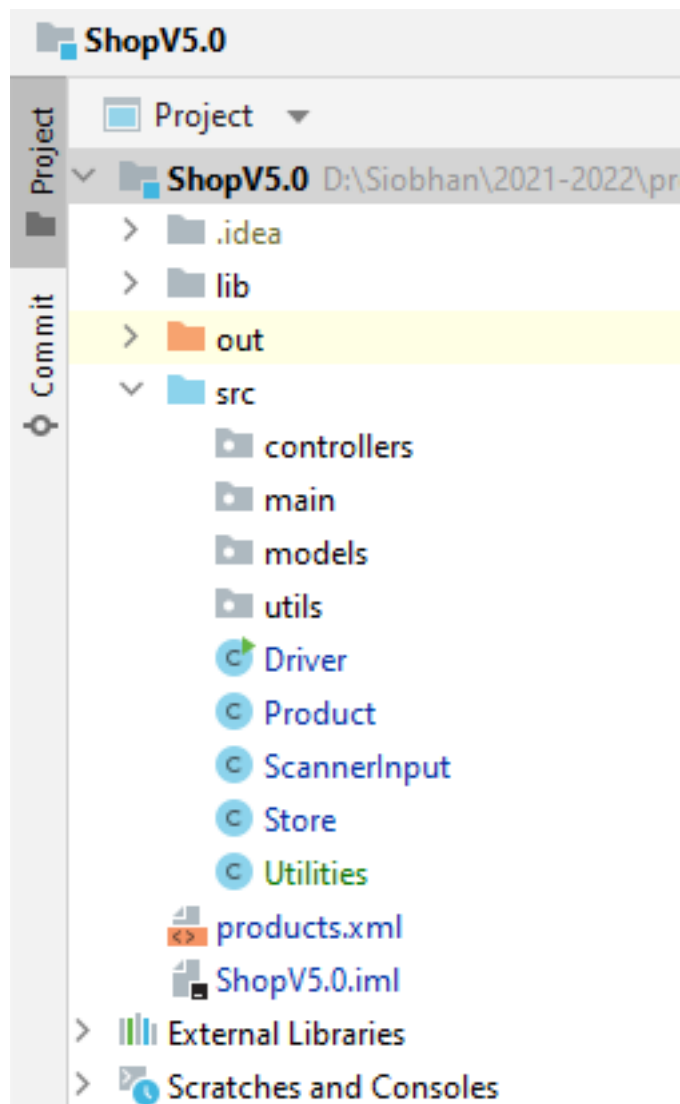 ShopV5.0
Project
Project
Commit
ShopV5.0 D:\Siobhan\2021-2022\pr
.idea
lib
out
src
controllers
main
models
utils
Driver
Product
ScannerInput
Store
Utilities
products.xml
ShopV5.0.iml
External Libraries
Scratches and Consoles